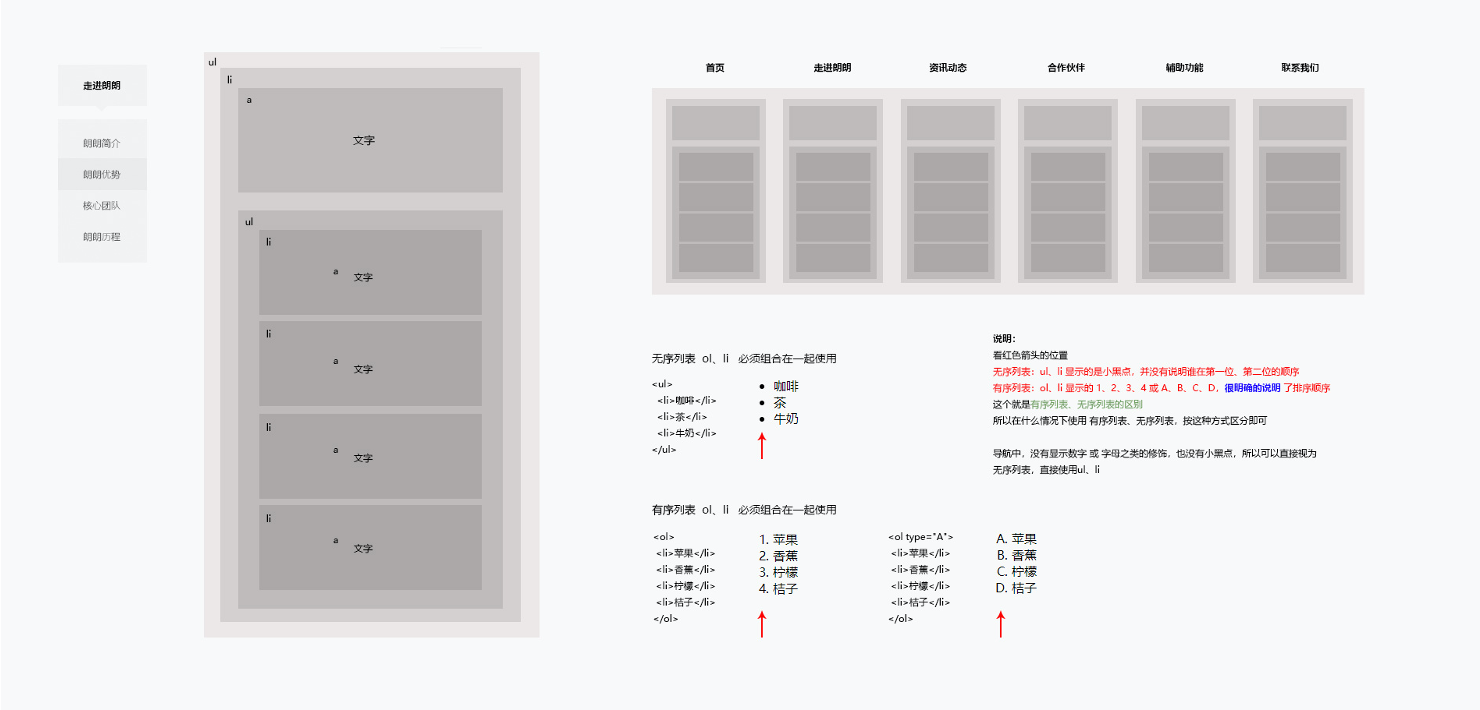 走进朗朗
朗朗简介
朗朗优势
核心团队
朗朗历程
ul
li
a
文字
ul
li
a
文字
li
a
文字
li
a
文字
li
a
文字
首页
走进朗朗
资讯动态
合作伙伴
辅助功能
联系我们
无序列表 ol、li 必须组合在一起使用
<ul>
<li>咖啡</li>
<li>茶</li>
<li>牛奶</li>
</ul>
• 咖啡
• 茶
• 牛奶
说明：
看红色箭头的位置
无序列表：ul、li 显示的是小黑点，并没有说明谁在第一位、第二位的顺序
有序列表：ol、li 显示的 1、2、3、4 或 A、B、C、D，很明确的说明 了排序顺序
这个就是有序列表、无序列表的区别
所以在什么情况下使用 有序列表、无序列表，按这种方式区分即可
导航中，没有显示数字 或 字母之类的修饰，也没有小黑点，所以可以直接视为
无序列表，直接使用ul、li
有序列表 ol、li 必须组合在一起使用
<ol>
<li>苹果</li>
<li>香蕉</li>
<li>柠檬</li>
<li>桔子</li>
</ol>
1. 苹果
2. 香蕉
3. 柠檬
4. 桔子
<ol type="A">
<li>苹果</li>
<li>香蕉</li>
<li>柠檬</li>
<li>桔子</li>
</ol>
A. 苹果
B. 香蕉
C. 柠檬
D. 桔子